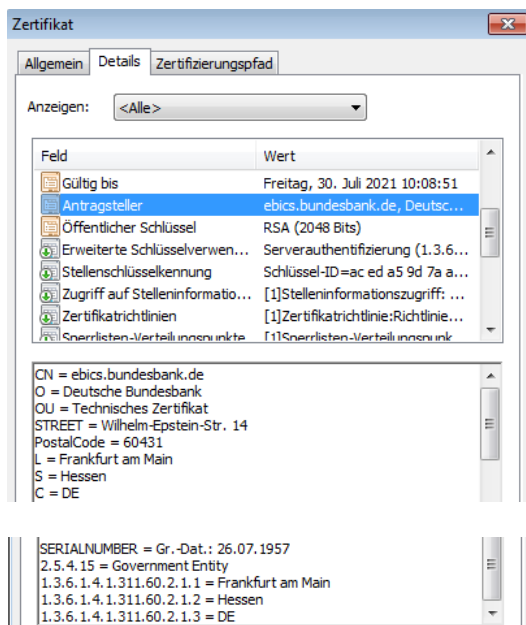 Zertifikat
Allgemein Details Zertifizierungspfad
Anzeigen: <Alle>
Feld Wert
Gültig bis Freitag, 30. Juli 2021 10:08:51
Antragsteller ebics.bundesbank.de, Deutsc...
Öffentlicher Schlüssel RSA (2048 Bits)
Erweiterte Schlüsselverwen... Serverauthentifizierung (1.3.6...
Stellenschlüsselkennung Schlüssel-ID=ac ed a5 9d 7a a...
Zugriff auf Stelleninformatio... [1]Stelleninformationszugriff: ...
Zertifikatrichtlinien [1]Zertifikatrichtlinie:Richtlinie...
Sperrlisten-Verteilungspunkte [1]Sperrlisten-Verteilungspunk...
CN = ebics.bundesbank.de
O = Deutsche Bundesbank
OU = Technisches Zertifikat
STREET = Wilhelm-Epstein-Str. 14
PostalCode = 60431
L = Frankfurt am Main
S = Hessen
C = DE
SERIALNUMBER = Gr.-Dat.: 26.07.1957
2.5.4.15 = Government Entity
1.3.6.1.4.1.311.60.2.1.1 = Frankfurt am Main
1.3.6.1.4.1.311.60.2.1.2 = Hessen
1.3.6.1.4.1.311.60.2.1.3 = DE